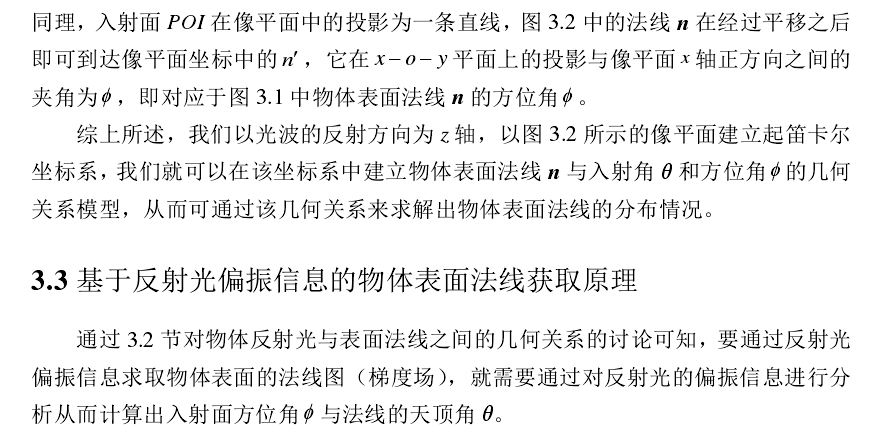 同理，入射面 POI 在像平面中的投影为一条直线，图 3.2 中的法线 n 在经过平移之后
即可到达像平面坐标中的 n′，它在 x−o−y 平面上的投影与像平面 x 轴正方向之间的
夹角为ϕ，即对应于图 3.1 中物体表面法线 n 的方位角ϕ。
综上所述，我们以光波的反射方向为 z 轴，以图 3.2 所示的像平面建立起笛卡尔
坐标系，我们就可以在该坐标系中建立物体表面法线 n 与入射角 θ 和方位角ϕ的几何
关系模型，从而可通过该几何关系来求解出物体表面法线的分布情况。
3.3 基于反射光偏振信息的物体表面法线获取原理
通过 3.2 节对物体反射光与表面法线之间的几何关系的讨论可知，要通过反射光
偏振信息求取物体表面的法线图（梯度场），就需要通过对反射光的偏振信息进行分
析从而计算出入射面方位角ϕ与法线的天顶角 θ。